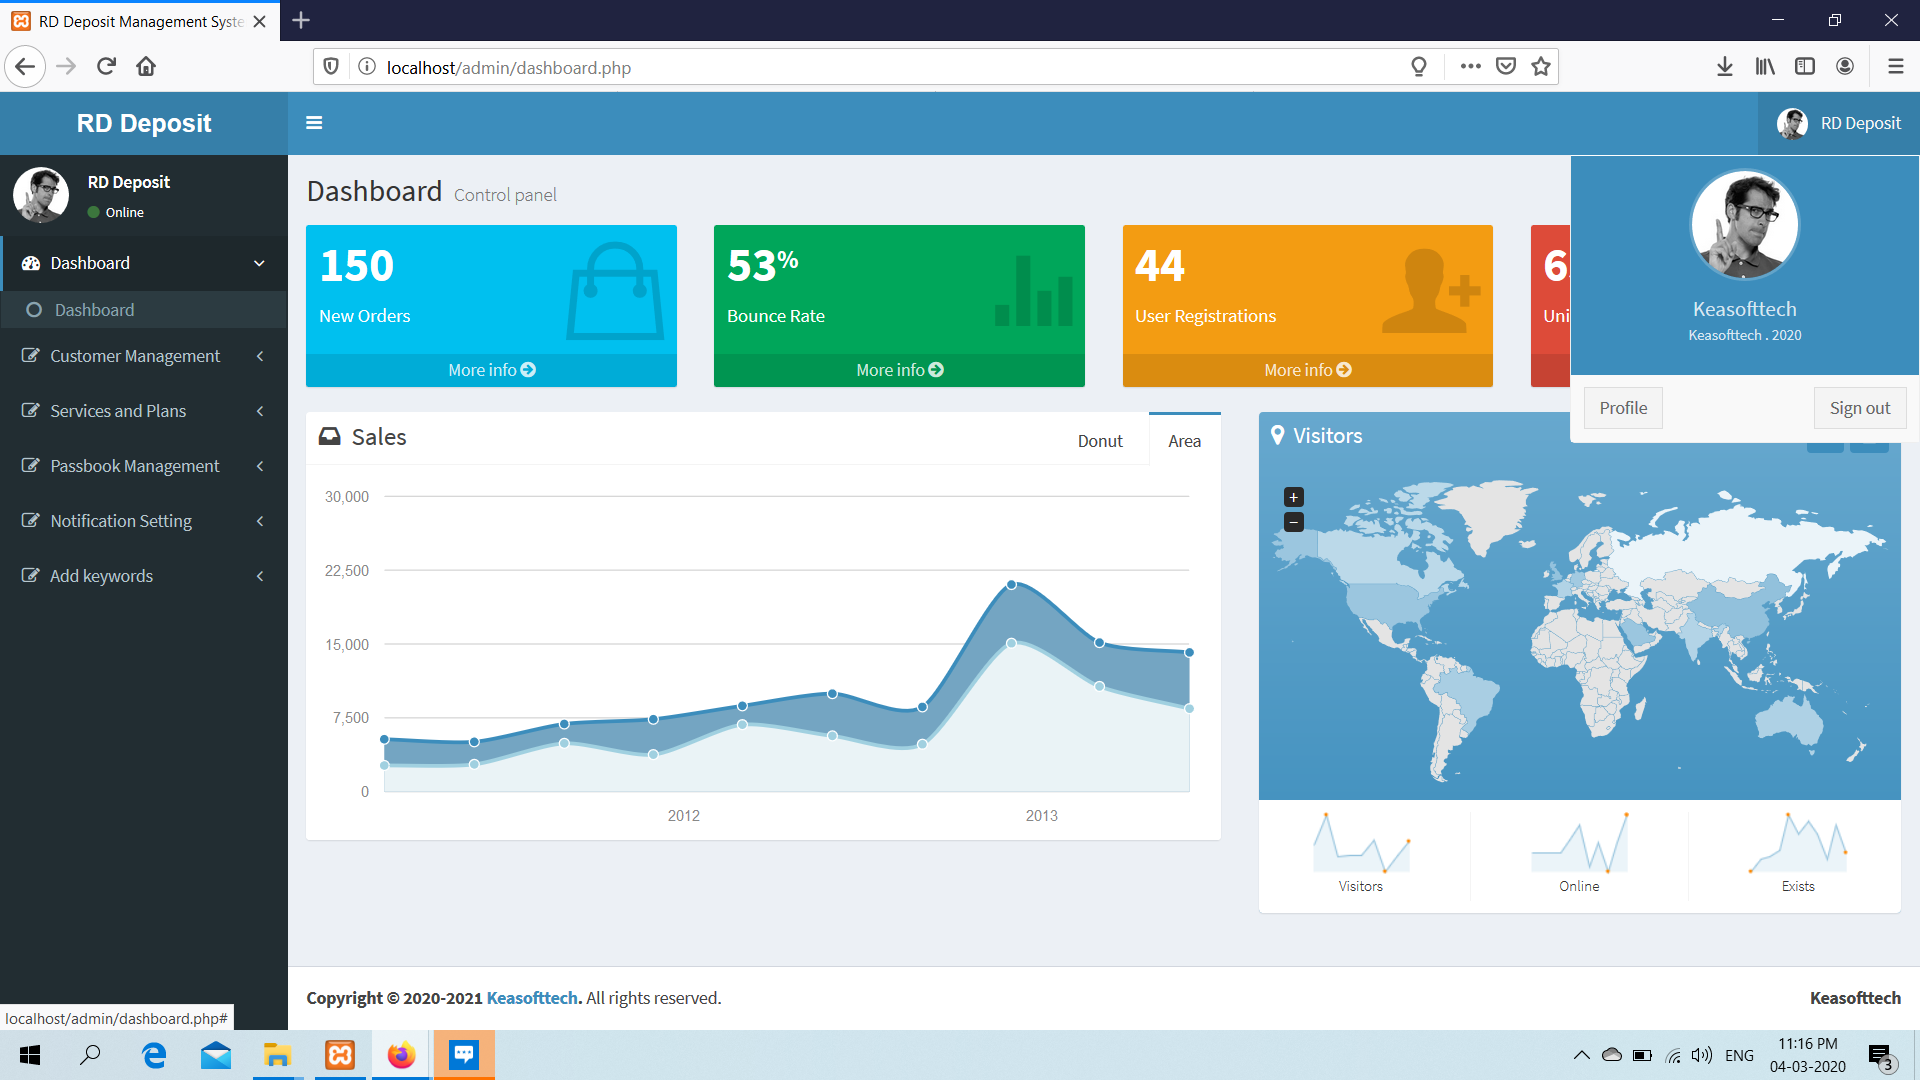 RD Deposit Management Syste
localhost/admin/dashboard.php
RD Deposit
RD Deposit
RD Deposit
Online
Dashboard
Dashboard
Customer Management
Services and Plans
Passbook Management
Notification Setting
Add keywords
Dashboard Control panel
150
New Orders
More info
53%
Bounce Rate
More info
44
User Registrations
More info
6
Uni
Keasofttech
Keasofttech . 2020
Profile
Sign out
Sales
Donut
Area
30,000
22,500
15,000
7,500
0
2012
2013
Visitors
+
−
Visitors
Online
Exists
Copyright © 2020-2021 Keasofttech. All rights reserved.
Keasofttech
localhost/admin/dashboard.php#
ENG
11:16 PM
04-03-2020
3